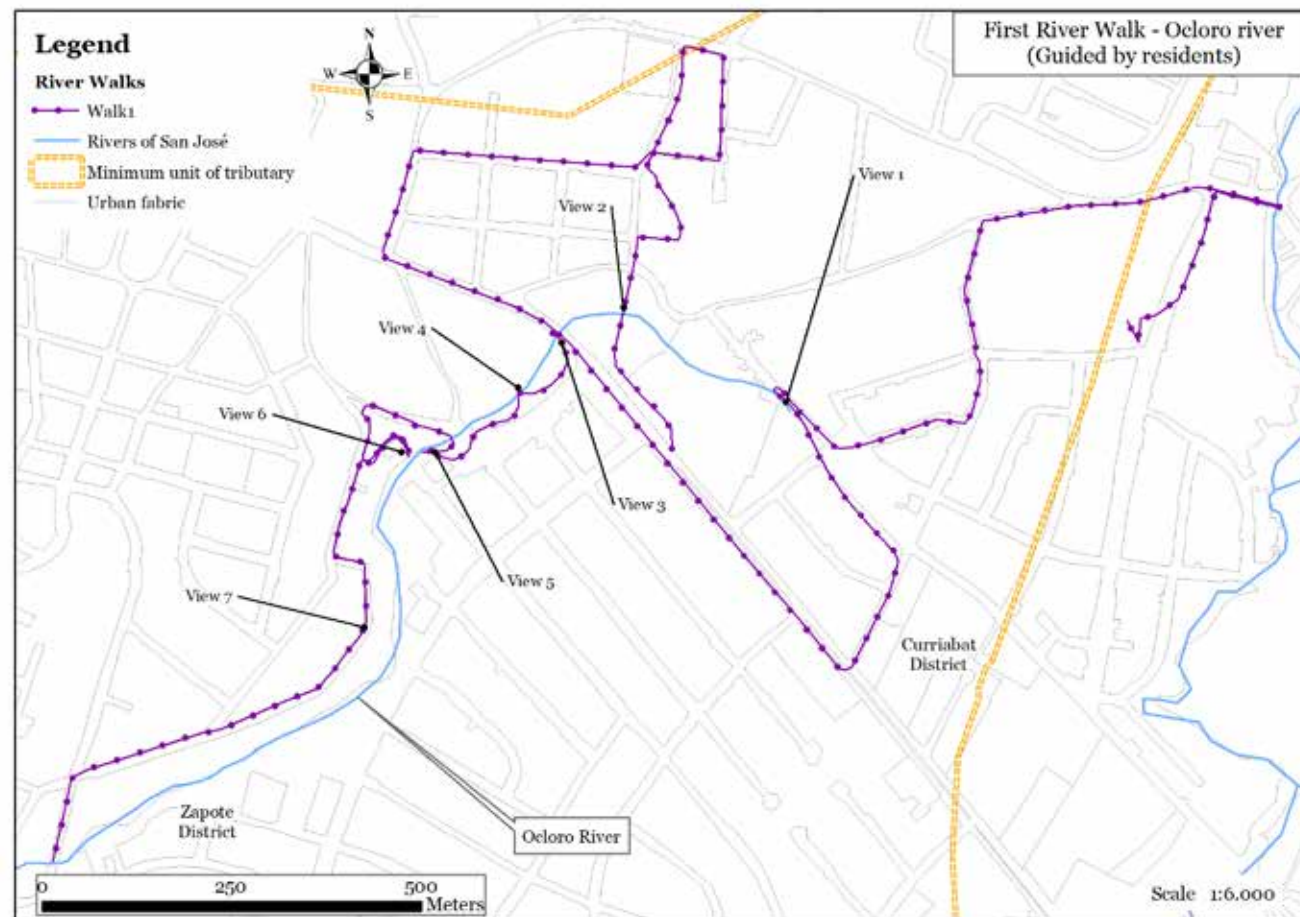 Legend
River Walks
Walk1
Rivers of San José
Minimum unit of tributary
Urban fabric
N
W E
S
First River Walk - Ocloro river
(Guided by residents)
View 1
View 2
View 4
View 6
View 3
View 5
View 7
Curriabat
District
Zapote
District
Ocloro River
0 250 500
Meters
Scale 1:6.000